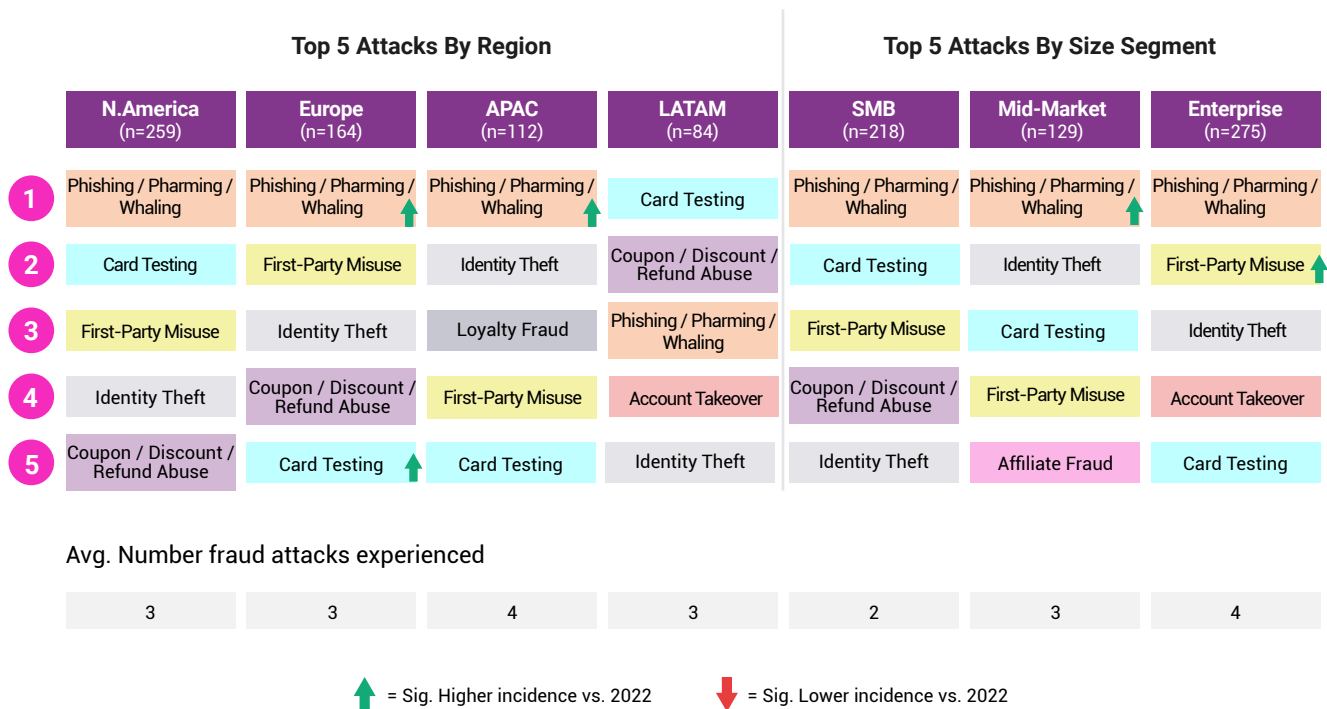 Top 5 Attacks By Region
Top 5 Attacks By Size Segment
N.America
(n=259)
Europe
(n=164)
APAC
(n=112)
LATAM
(n=84)
SMB
(n=218)
Mid-Market
(n=129)
Enterprise
(n=275)
1
Phishing / Pharming /
Whaling
Phishing / Pharming /
Whaling
Phishing / Pharming /
Whaling
Card Testing
Phishing / Pharming /
Whaling
Phishing / Pharming /
Whaling
Phishing / Pharming /
Whaling
2
Card Testing
First-Party Misuse
Identity Theft
Coupon / Discount /
Refund Abuse
Card Testing
Identity Theft
First-Party Misuse
3
First-Party Misuse
Identity Theft
Loyalty Fraud
Phishing / Pharming /
Whaling
First-Party Misuse
Card Testing
Identity Theft
4
Identity Theft
Coupon / Discount /
Refund Abuse
First-Party Misuse
Account Takeover
Coupon / Discount /
Refund Abuse
First-Party Misuse
Account Takeover
5
Coupon / Discount /
Refund Abuse
Card Testing
Card Testing
Identity Theft
Identity Theft
Affiliate Fraud
Card Testing
Avg. Number fraud attacks experienced
3
3
4
3
2
3
4
= Sig. Higher incidence vs. 2022
= Sig. Lower incidence vs. 2022